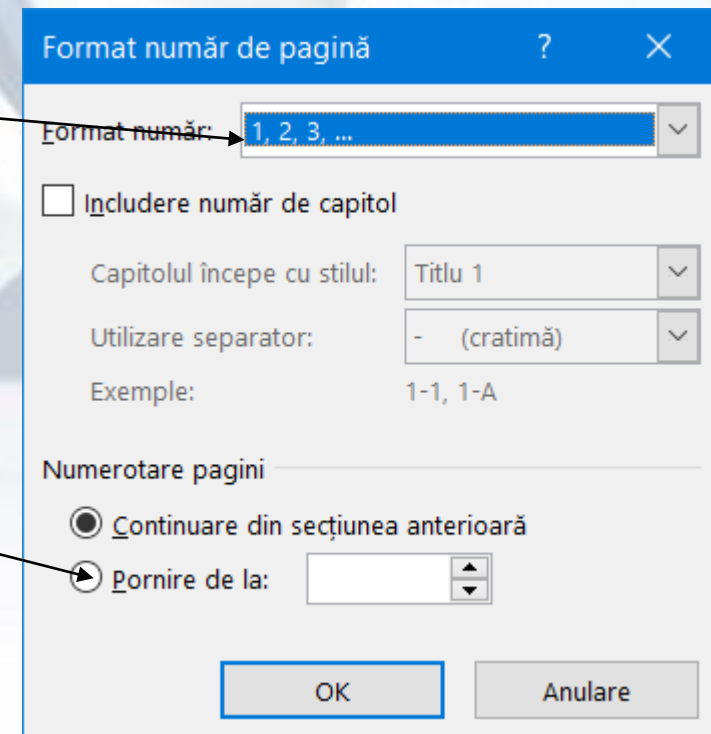 Format număr de pagină ?
Format număr: 1, 2, 3, ...
Includere număr de capitol
Capitolul începe cu stilul: Titlu 1
Utilizare separator: - (cratimă)
Exemple: 1-1, 1-A
Numerotare pagini
Continuare din secțiunea anterioară
Pornire de la:
OK Anulare